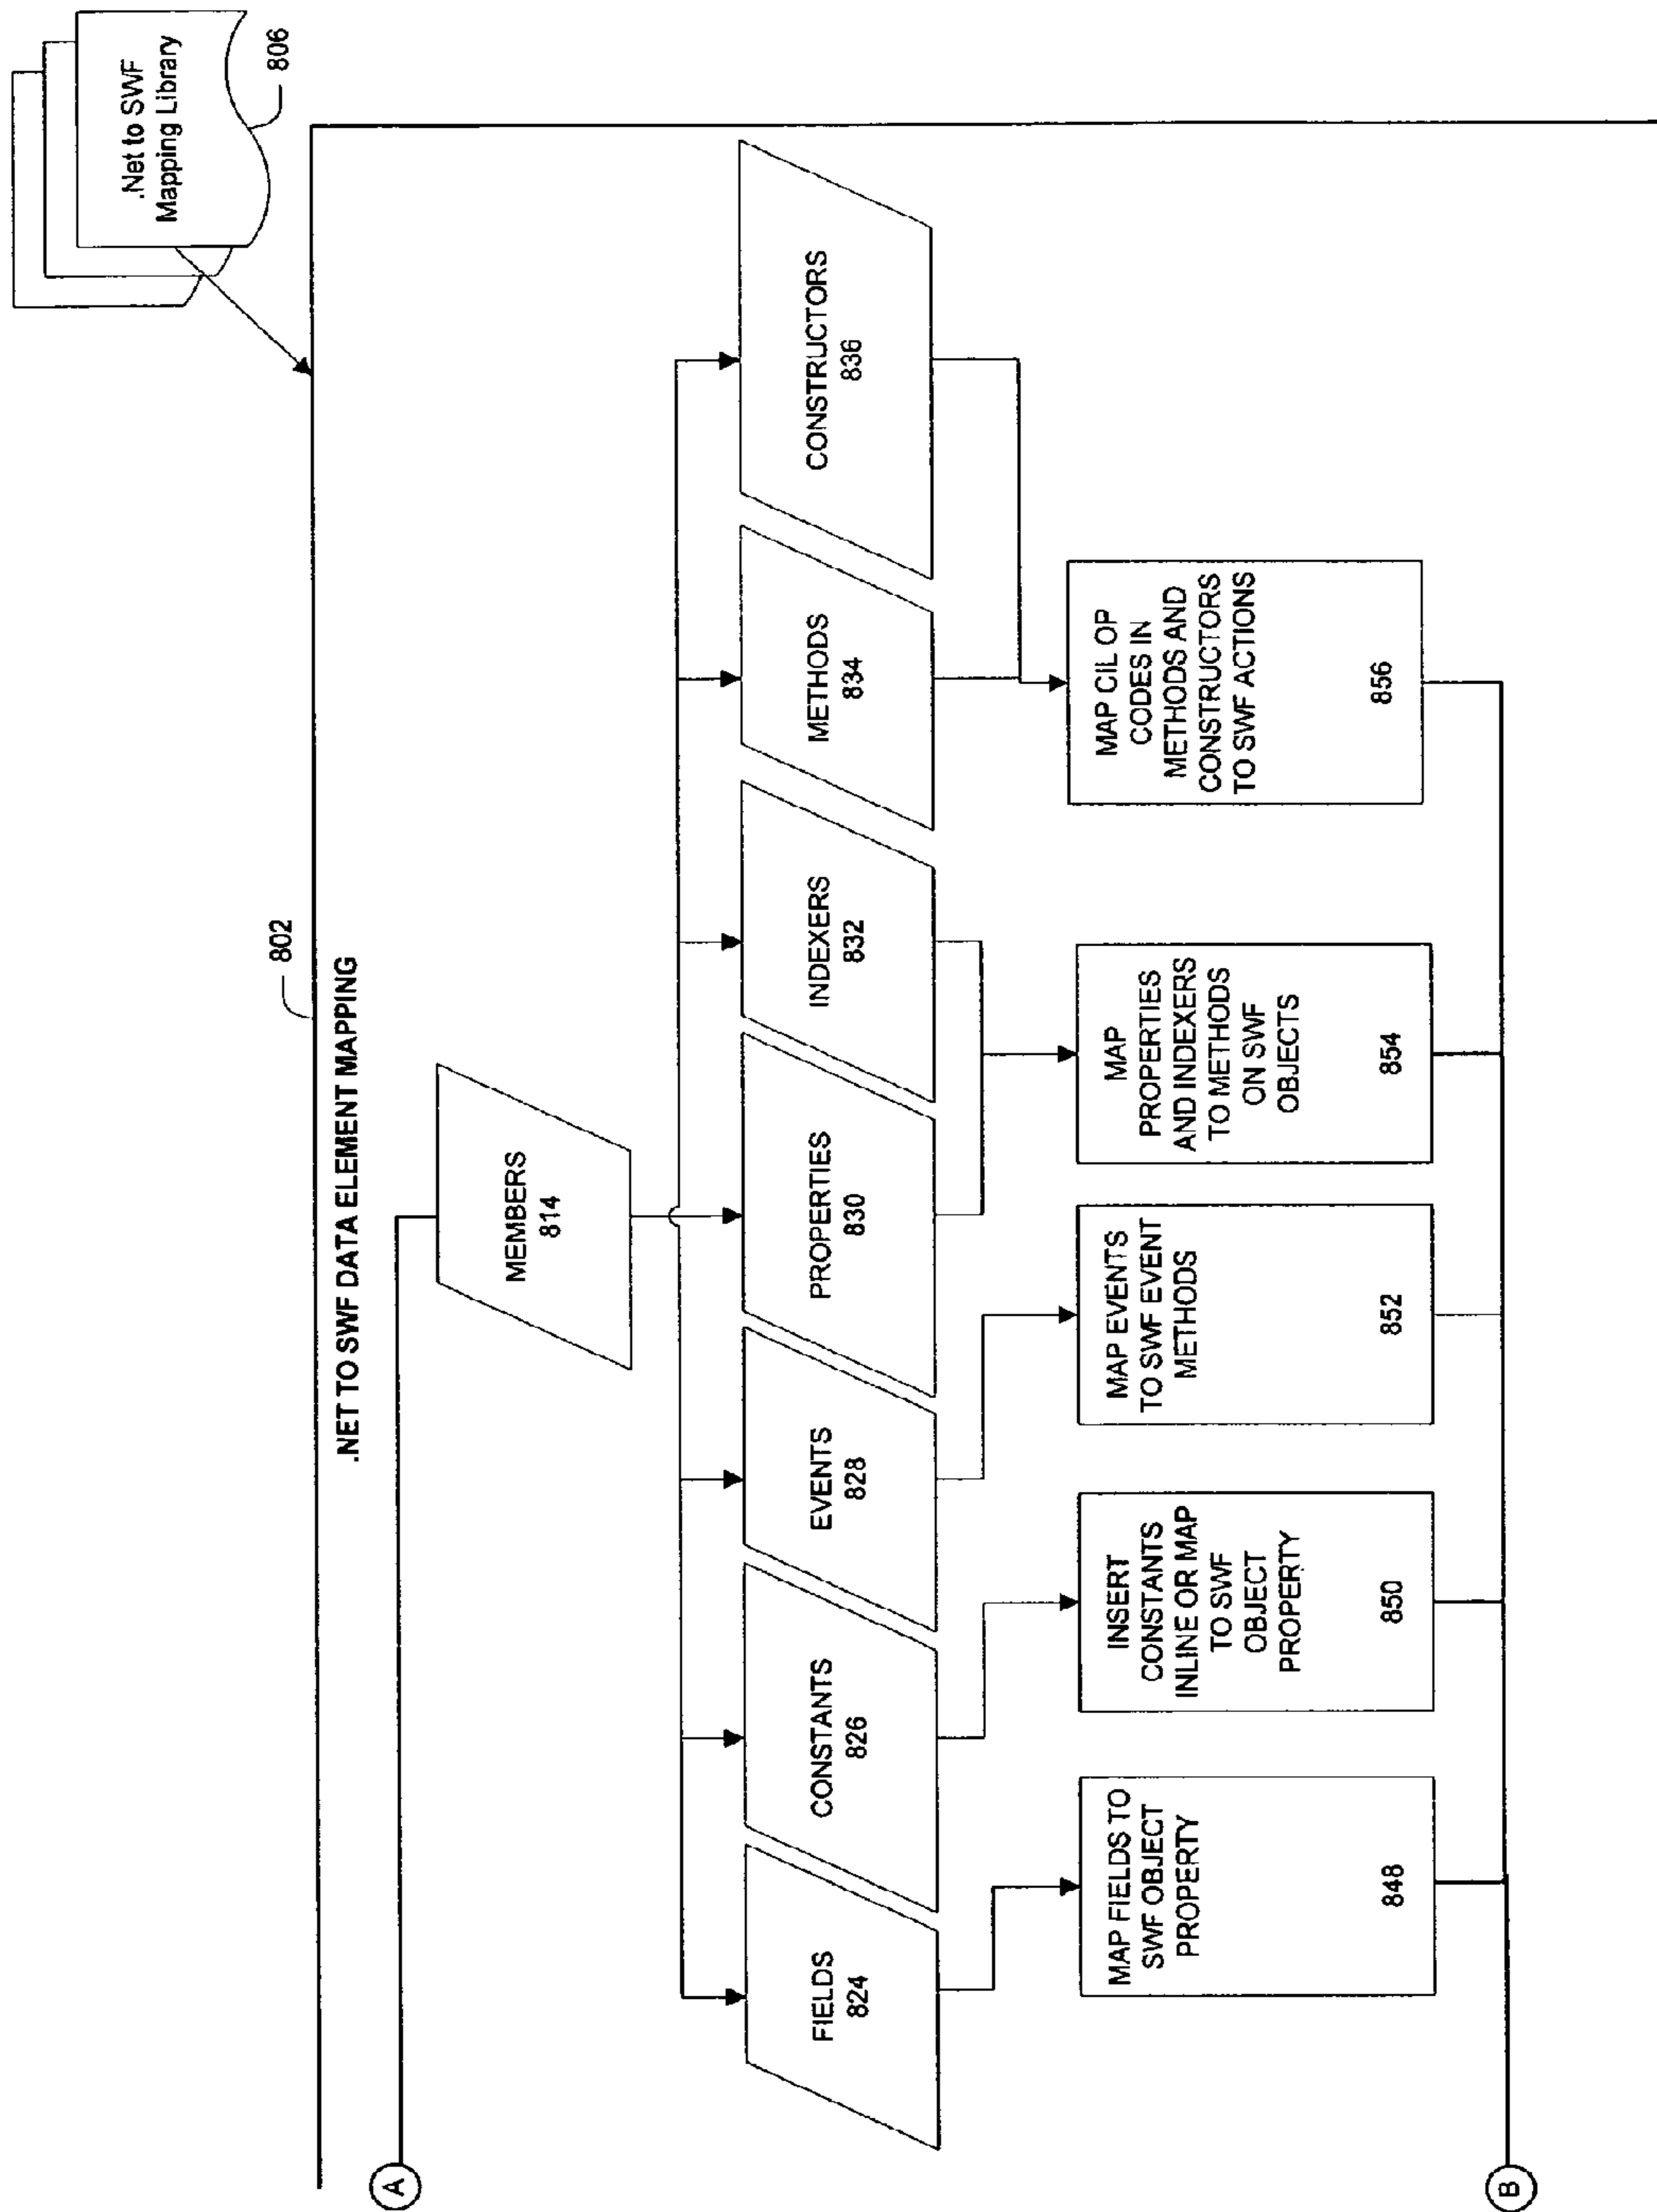 .Net to SWF
Mapping Library
806
802
.NET TO SWF DATA ELEMENT MAPPING
A
MEMBERS
814
FIELDS
824
CONSTANTS
826
EVENTS
828
PROPERTIES
830
INDEXERS
832
METHODS
834
CONSTRUCTORS
836
MAP FIELDS TO
SWF OBJECT
PROPERTY
848
INSERT
CONSTANTS
INLINE OR MAP
TO SWF
OBJECT
PROPERTY
850
MAP EVENTS
TO SWF EVENT
METHODS
852
MAP
PROPERTIES
AND INDEXERS
TO METHODS
ON SWF
OBJECTS
854
MAP CIL OP
CODES IN
METHODS AND
CONSTRUCTORS
TO SWF ACTIONS
856
B